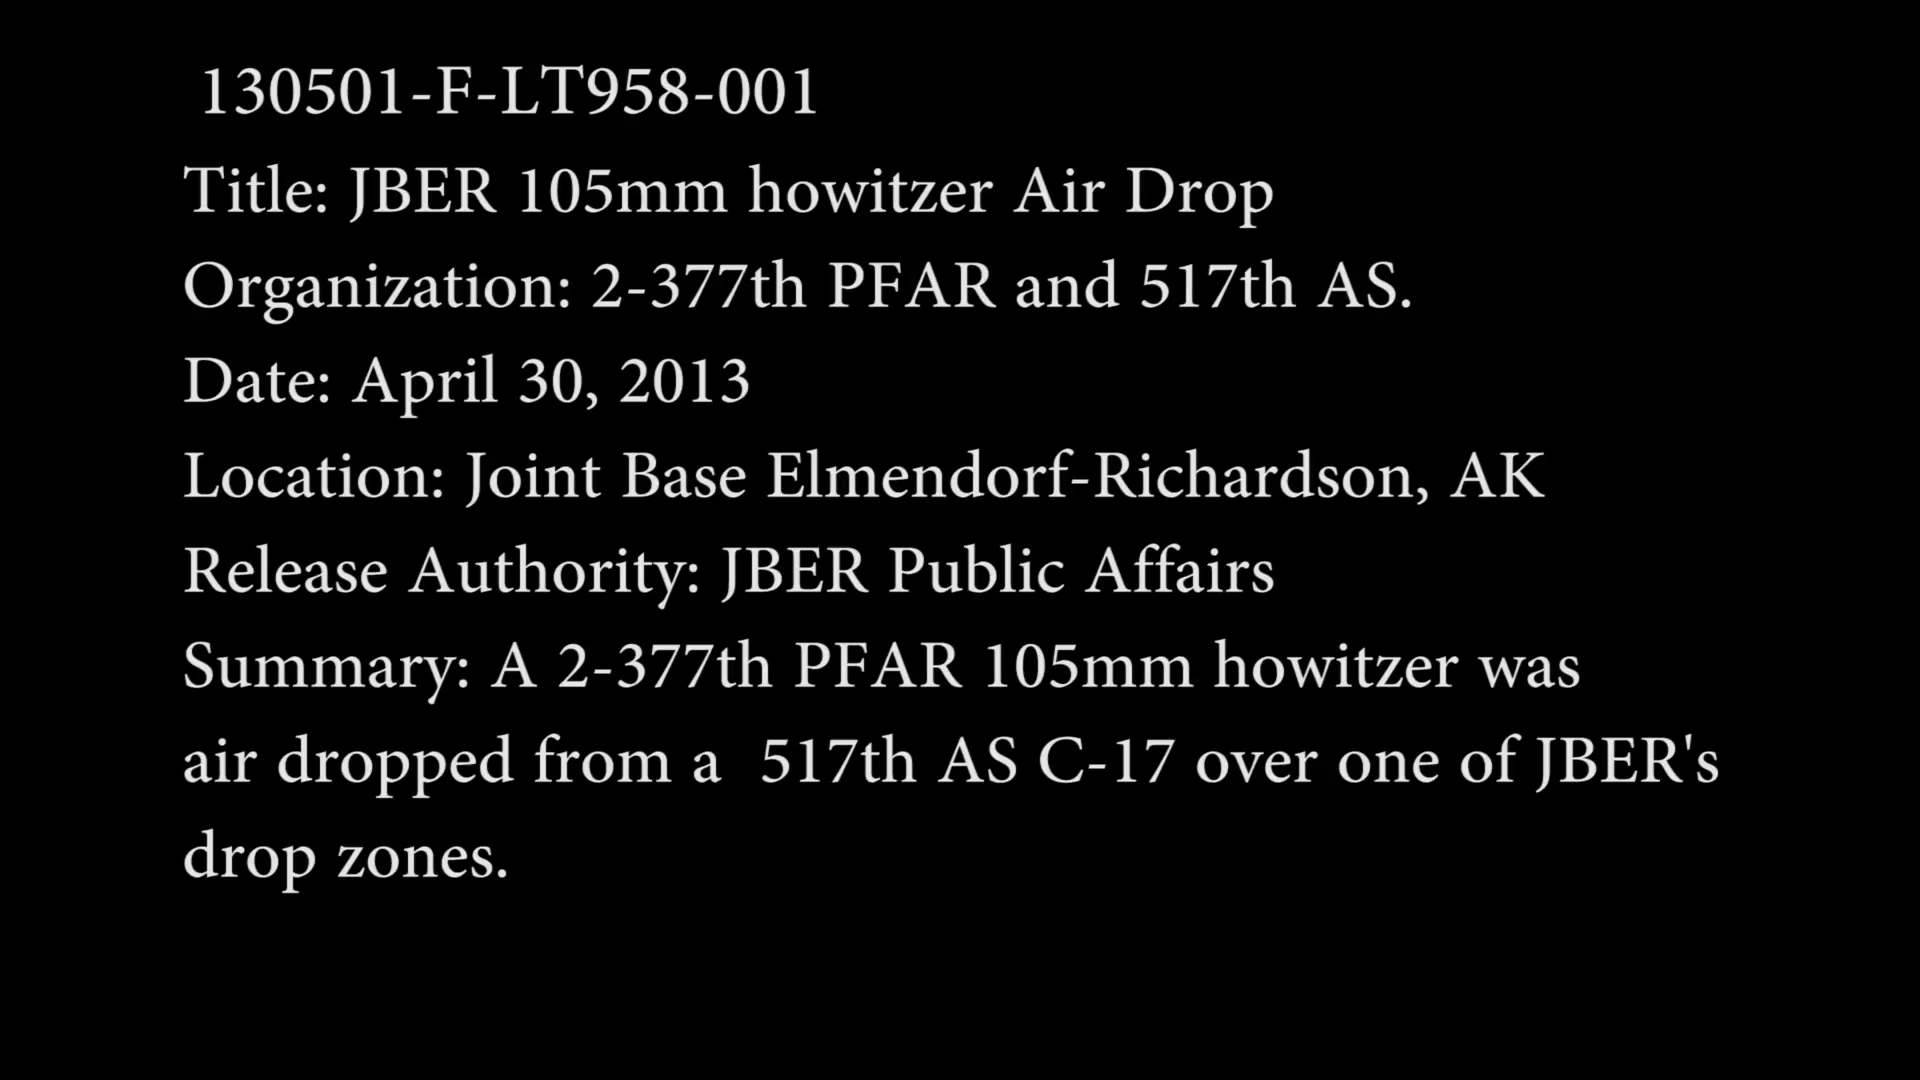 130501-F-LT958-001
Title: JBER 105mm howitzer Air Drop
Organization: 2-377th PFAR and 517th AS.
Date: April 30, 2013
Location: Joint Base Elmendorf-Richardson, AK
Release Authority: JBER Public Affairs
Summary: A 2-377th PFAR 105mm howitzer was
air dropped from a  517th AS C-17 over one of JBER's
drop zones.